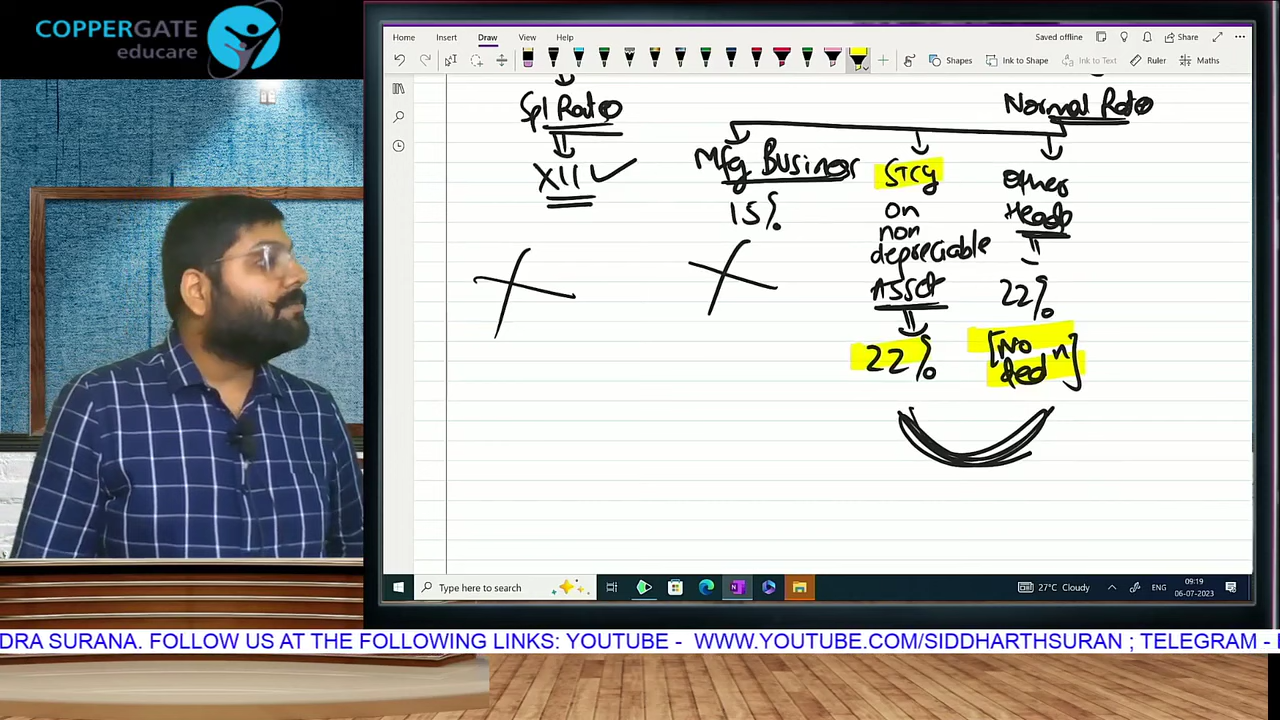 COPPERGATE
educare
Home Insert Draw View Help
Saved offline
Share
Shapes
Ink to Shape
Ink to Text
Ruler
Maths
Spl Rate
Normal Rate
XII
Mfg Business
15%
STCG
on
non
depreciable
Asset
22%
Other
Heads
22%
[No
dedn]
Type here to search
27°C Cloudy
ENG
09:19
06-07-2023
DRA SURANA. FOLLOW US AT THE FOLLOWING LINKS: YOUTUBE - WWW.YOUTUBE.COM/SIDDHARTHSURAN ; TELEGRAM -